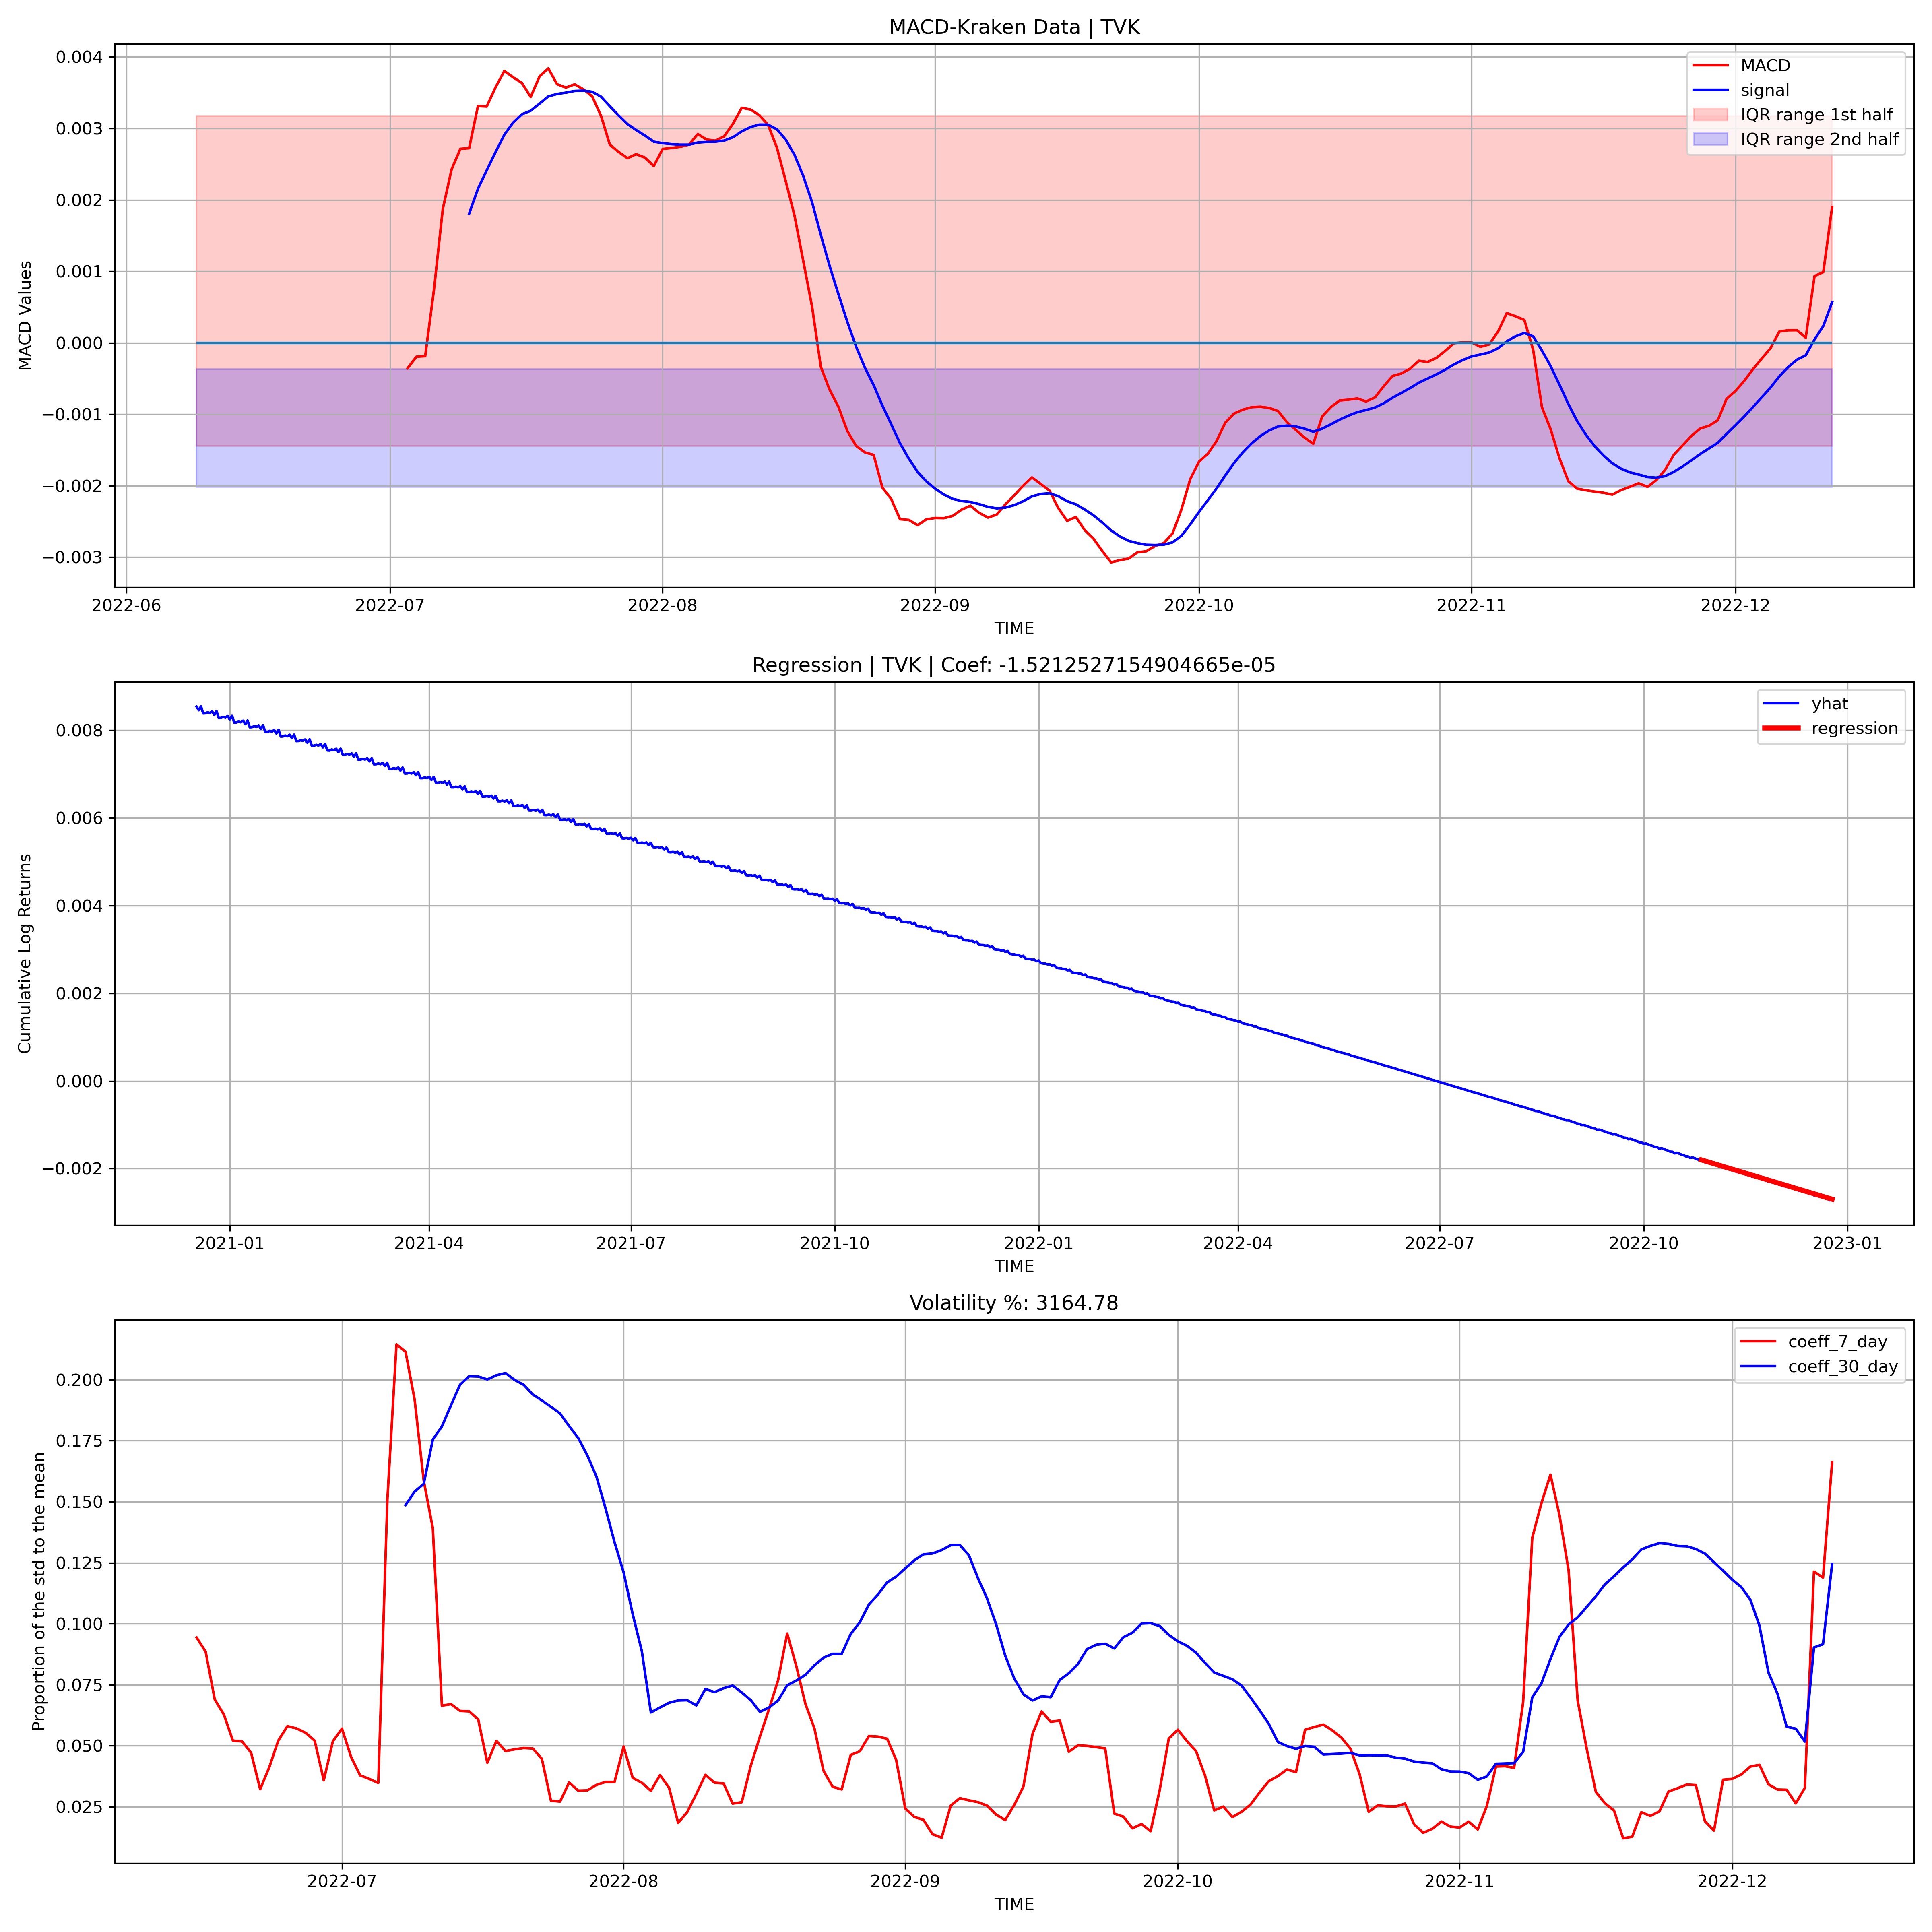 MACD-Kraken Data | TVK
MACD Values
0.004
0.003
0.002
0.001
0.000
−0.001
−0.002
−0.003
MACD
signal
IQR range 1st half
IQR range 2nd half
2022-06 2022-07 2022-08 2022-09 2022-10 2022-11 2022-12
TIME
Regression | TVK | Coef: -1.5212527154904665e-05
Cumulative Log Returns
0.008
0.006
0.004
0.002
0.000
−0.002
yhat
regression
2021-01 2021-04 2021-07 2021-10 2022-01 2022-04 2022-07 2022-10 2023-01
TIME
Volatility %: 3164.78
Proportion of the std to the mean
0.200
0.175
0.150
0.125
0.100
0.075
0.050
0.025
coeff_7_day
coeff_30_day
2022-07 2022-08 2022-09 2022-10 2022-11 2022-12
TIME